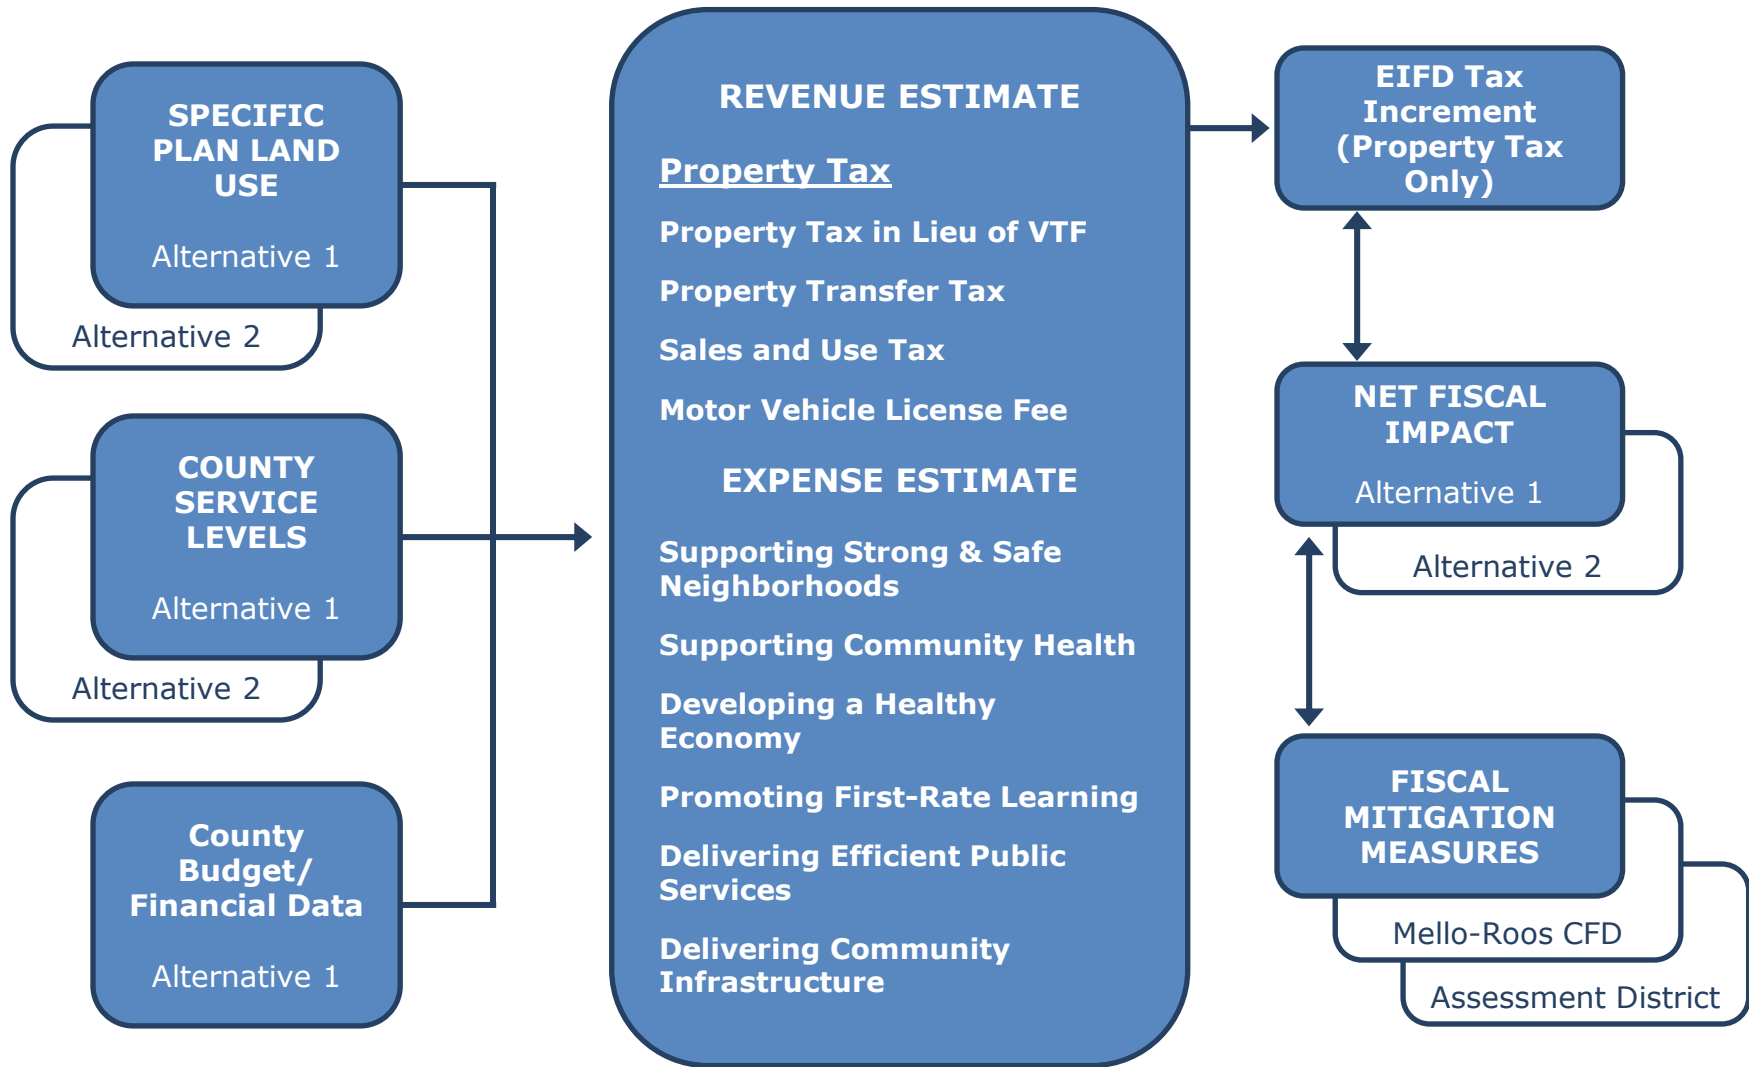 SPECIFIC
PLAN LAND
USE
Alternative 1
Alternative 2
COUNTY
SERVICE
LEVELS
Alternative 1
Alternative 2
County
Budget/
Financial Data
Alternative 1
REVENUE ESTIMATE
Property Tax
Property Tax in Lieu of VTF
Property Transfer Tax
Sales and Use Tax
Motor Vehicle License Fee
EXPENSE ESTIMATE
Supporting Strong & Safe
Neighborhoods
Supporting Community Health
Developing a Healthy
Economy
Promoting First-Rate Learning
Delivering Efficient Public
Services
Delivering Community
Infrastructure
EIFD Tax
Increment
(Property Tax
Only)
NET FISCAL
IMPACT
Alternative 1
Alternative 2
FISCAL
MITIGATION
MEASURES
Mello-Roos CFD
Assessment District